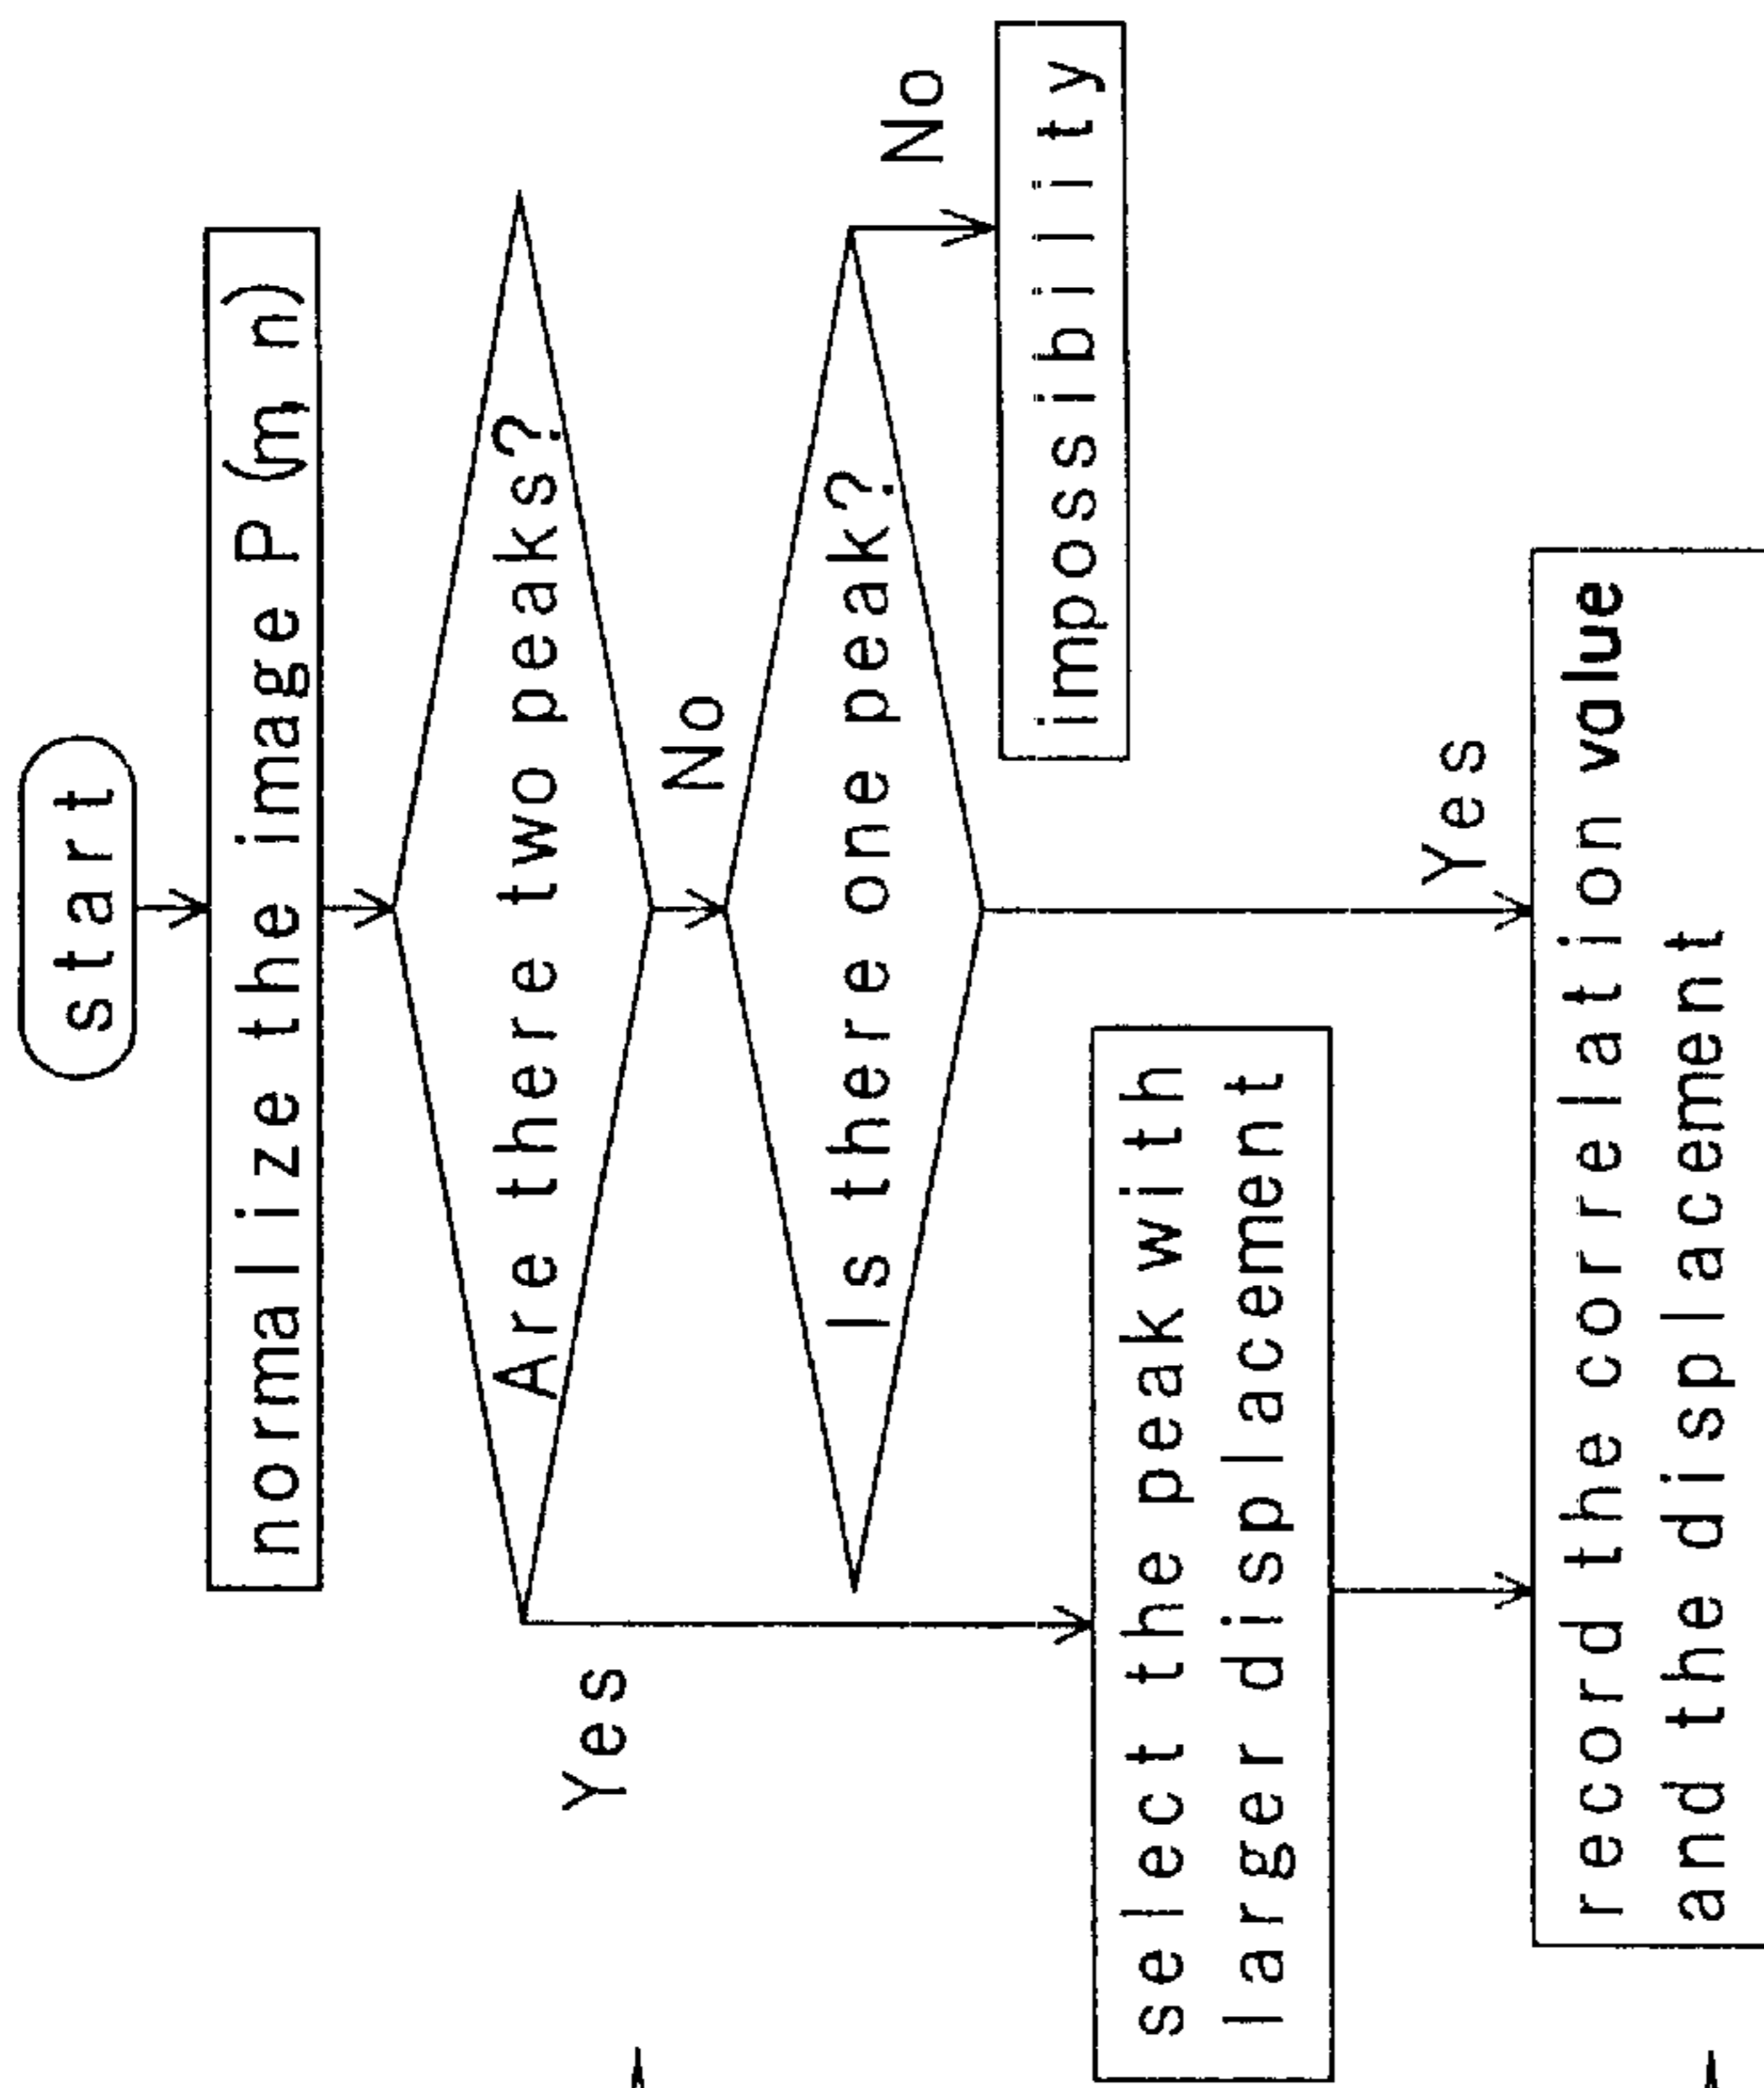 start
normalize the image P(m n)
Are there two peaks?
Yes
No
Is there one peak?
No
impossibility
select the peak with
larger displacement
Yes
record the correlation value
and the displacement